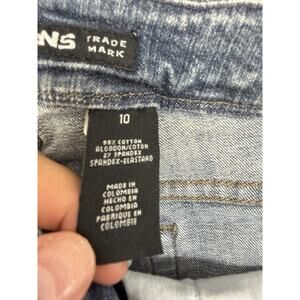 NS TRADE
MARK
10
98% COTTON
ALGODON/COTON
2% SPANDEX
SPANDEX-ELASTANO
MADE IN
COLOMBIA
HECHO EN
COLOMBIA
FABRIQUE EN
COLOMBIE